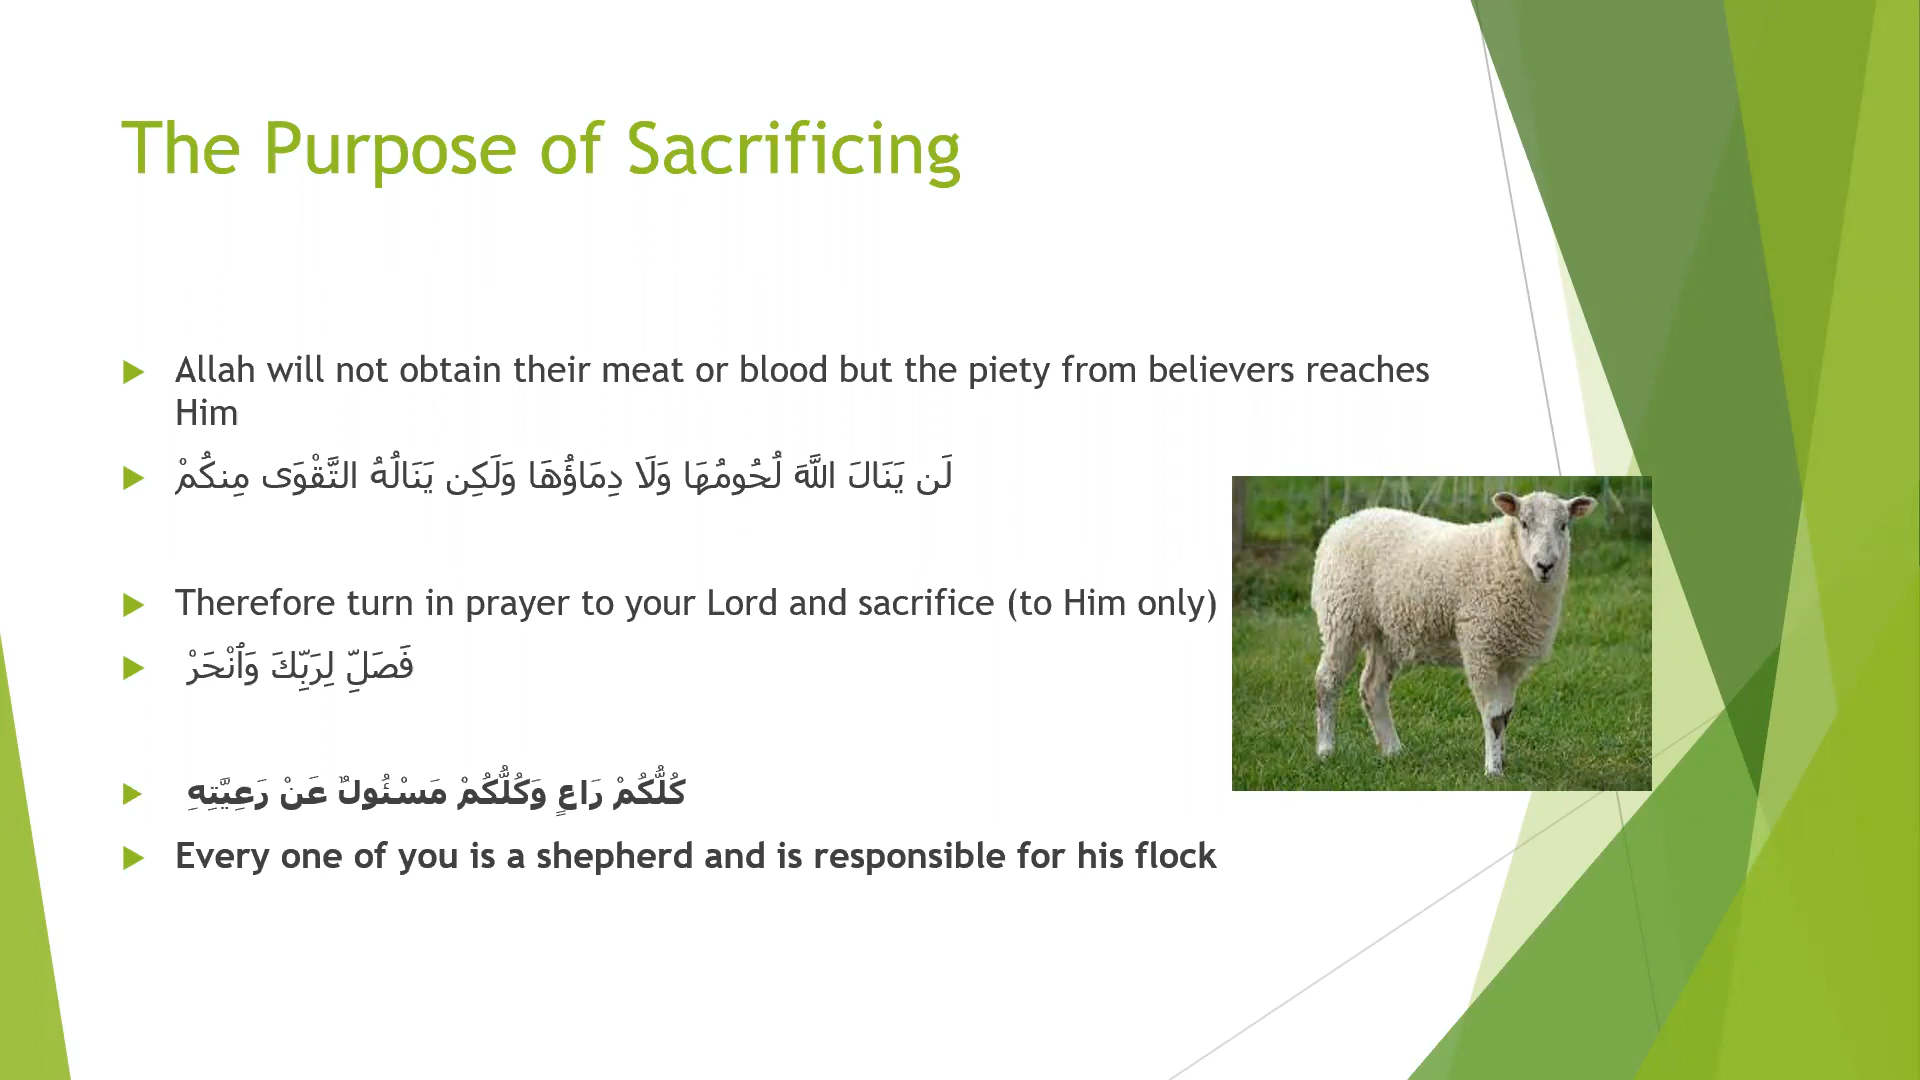 The Purpose of Sacrificing
Allah will not obtain their meat or blood but the piety from believers reaches
Him
لَن يَنَالَ اللَّهَ لُحُومُهَا وَلَا دِمَاؤُهَا وَلَكِن يَنَالُهُ التَّقْوَى مِنكُمْ
Therefore turn in prayer to your Lord and sacrifice (to Him only)
فَصَلِّ لِرَبِّكَ وَٱنْحَرْ
كُلُّكُمْ رَاعٍ وَكُلُّكُمْ مَسْئُولٌ عَنْ رَعِيَّتِهِ
Every one of you is a shepherd and is responsible for his flock